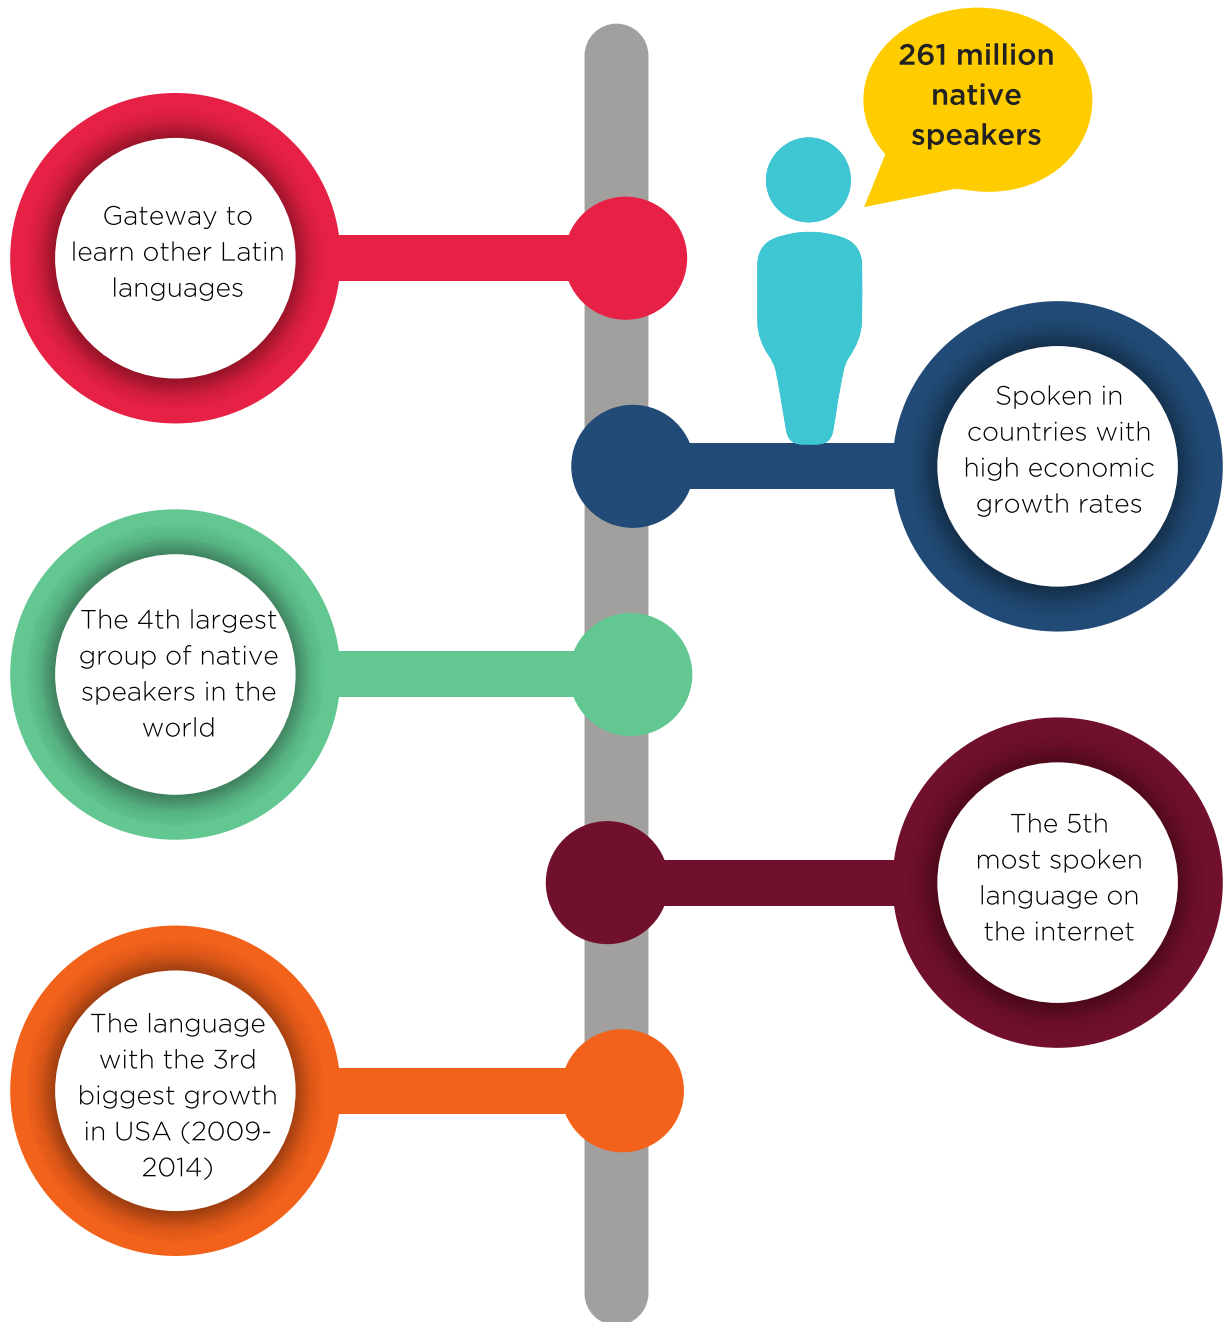 261 million
native
speakers
Gateway to
learn other Latin
languages
Spoken in
countries with
high economic
growth rates
The 4th largest
group of native
speakers in the
world
The 5th
most spoken
language on
the internet
The language
with the 3rd
biggest growth
in USA (2009-
2014)